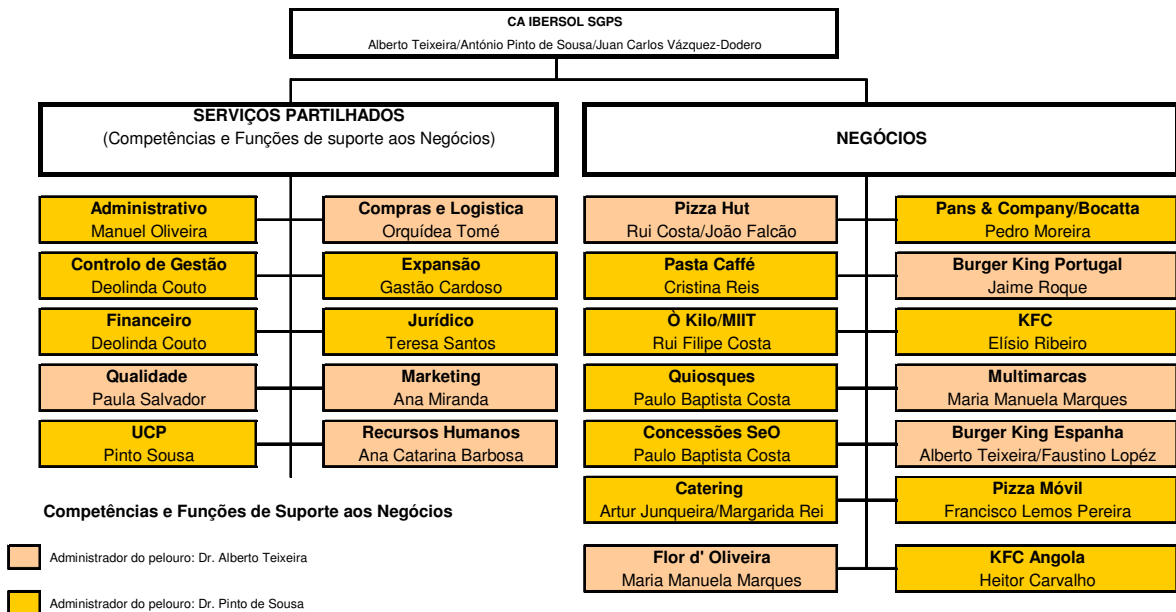 CA IBERSOL SGPS
Alberto Teixeira/António Pinto de Sousa/Juan Carlos Vázquez-Dodero
SERVIÇOS PARTILHADOS
(Competências e Funções de suporte aos Negócios)
NEGÓCIOS
Administrativo
Manuel Oliveira
Compras e Logistica
Orquídea Tomé
Pizza Hut
Rui Costa/João Falcão
Pans & Company/Bocatta
Pedro Moreira
Controlo de Gestão
Deolinda Couto
Expansão
Gastão Cardoso
Pasta Caffé
Cristina Reis
Burger King Portugal
Jaime Roque
Financeiro
Deolinda Couto
Jurídico
Teresa Santos
Ò Kilo/MIIT
Rui Filipe Costa
KFC
Elísio Ribeiro
Qualidade
Paula Salvador
Marketing
Ana Miranda
Quiosques
Paulo Baptista Costa
Multimarcas
Maria Manuela Marques
UCP
Pinto Sousa
Recursos Humanos
Ana Catarina Barbosa
Concessões SeO
Paulo Baptista Costa
Burger King Espanha
Alberto Teixeira/Faustino Lopéz
Catering
Artur Junqueira/Margarida Rei
Pizza Móvil
Francisco Lemos Pereira
Flor d' Oliveira
Maria Manuela Marques
KFC Angola
Heitor Carvalho
Competências e Funções de Suporte aos Negócios
Administrador do pelouro: Dr. Alberto Teixeira
Administrador do pelouro: Dr. Pinto de Sousa